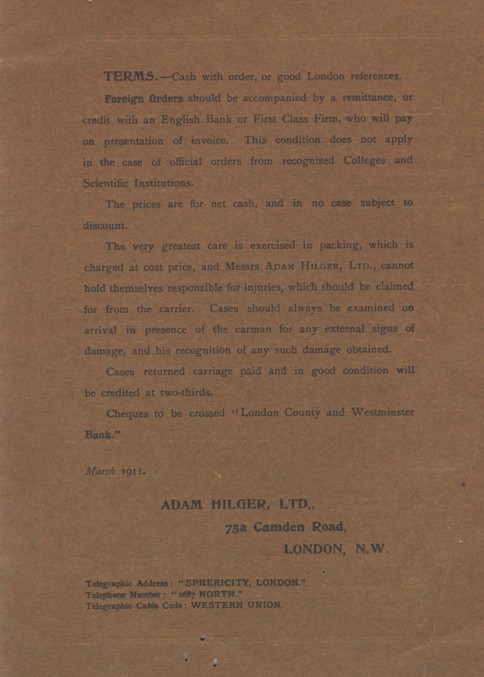 TERMS.—Cash with order, or good London references.
Foreign Orders should be accompanied by a remittance, or
credit with an English Bank or First Class Firm, who will pay
on presentation of invoice. This condition does not apply
in the case of official orders from recognised Colleges and
Scientific Institutions.
The prices are for net cash, and in no case subject to
discount.
The very greatest care is exercised in packing, which is
charged at cost price, and Messrs ADAM HILGER, LTD., cannot
hold themselves responsible for injuries, which should be claimed
for from the carrier. Cases should always be examined on
arrival in presence of the carman for any external signs of
damage, and his recognition of any such damage obtained.
Cases returned carriage paid and in good condition will
be credited at two-thirds.
Cheques to be crossed "London County and Westminster
Bank."
March 1911.
ADAM HILGER, LTD.,
75a Camden Road,
LONDON, N.W.
Telegraphic Address: "SPHERICITY, LONDON."
Telephone Number: "1687 NORTH."
Telegraphic Cable Code: WESTERN UNION.